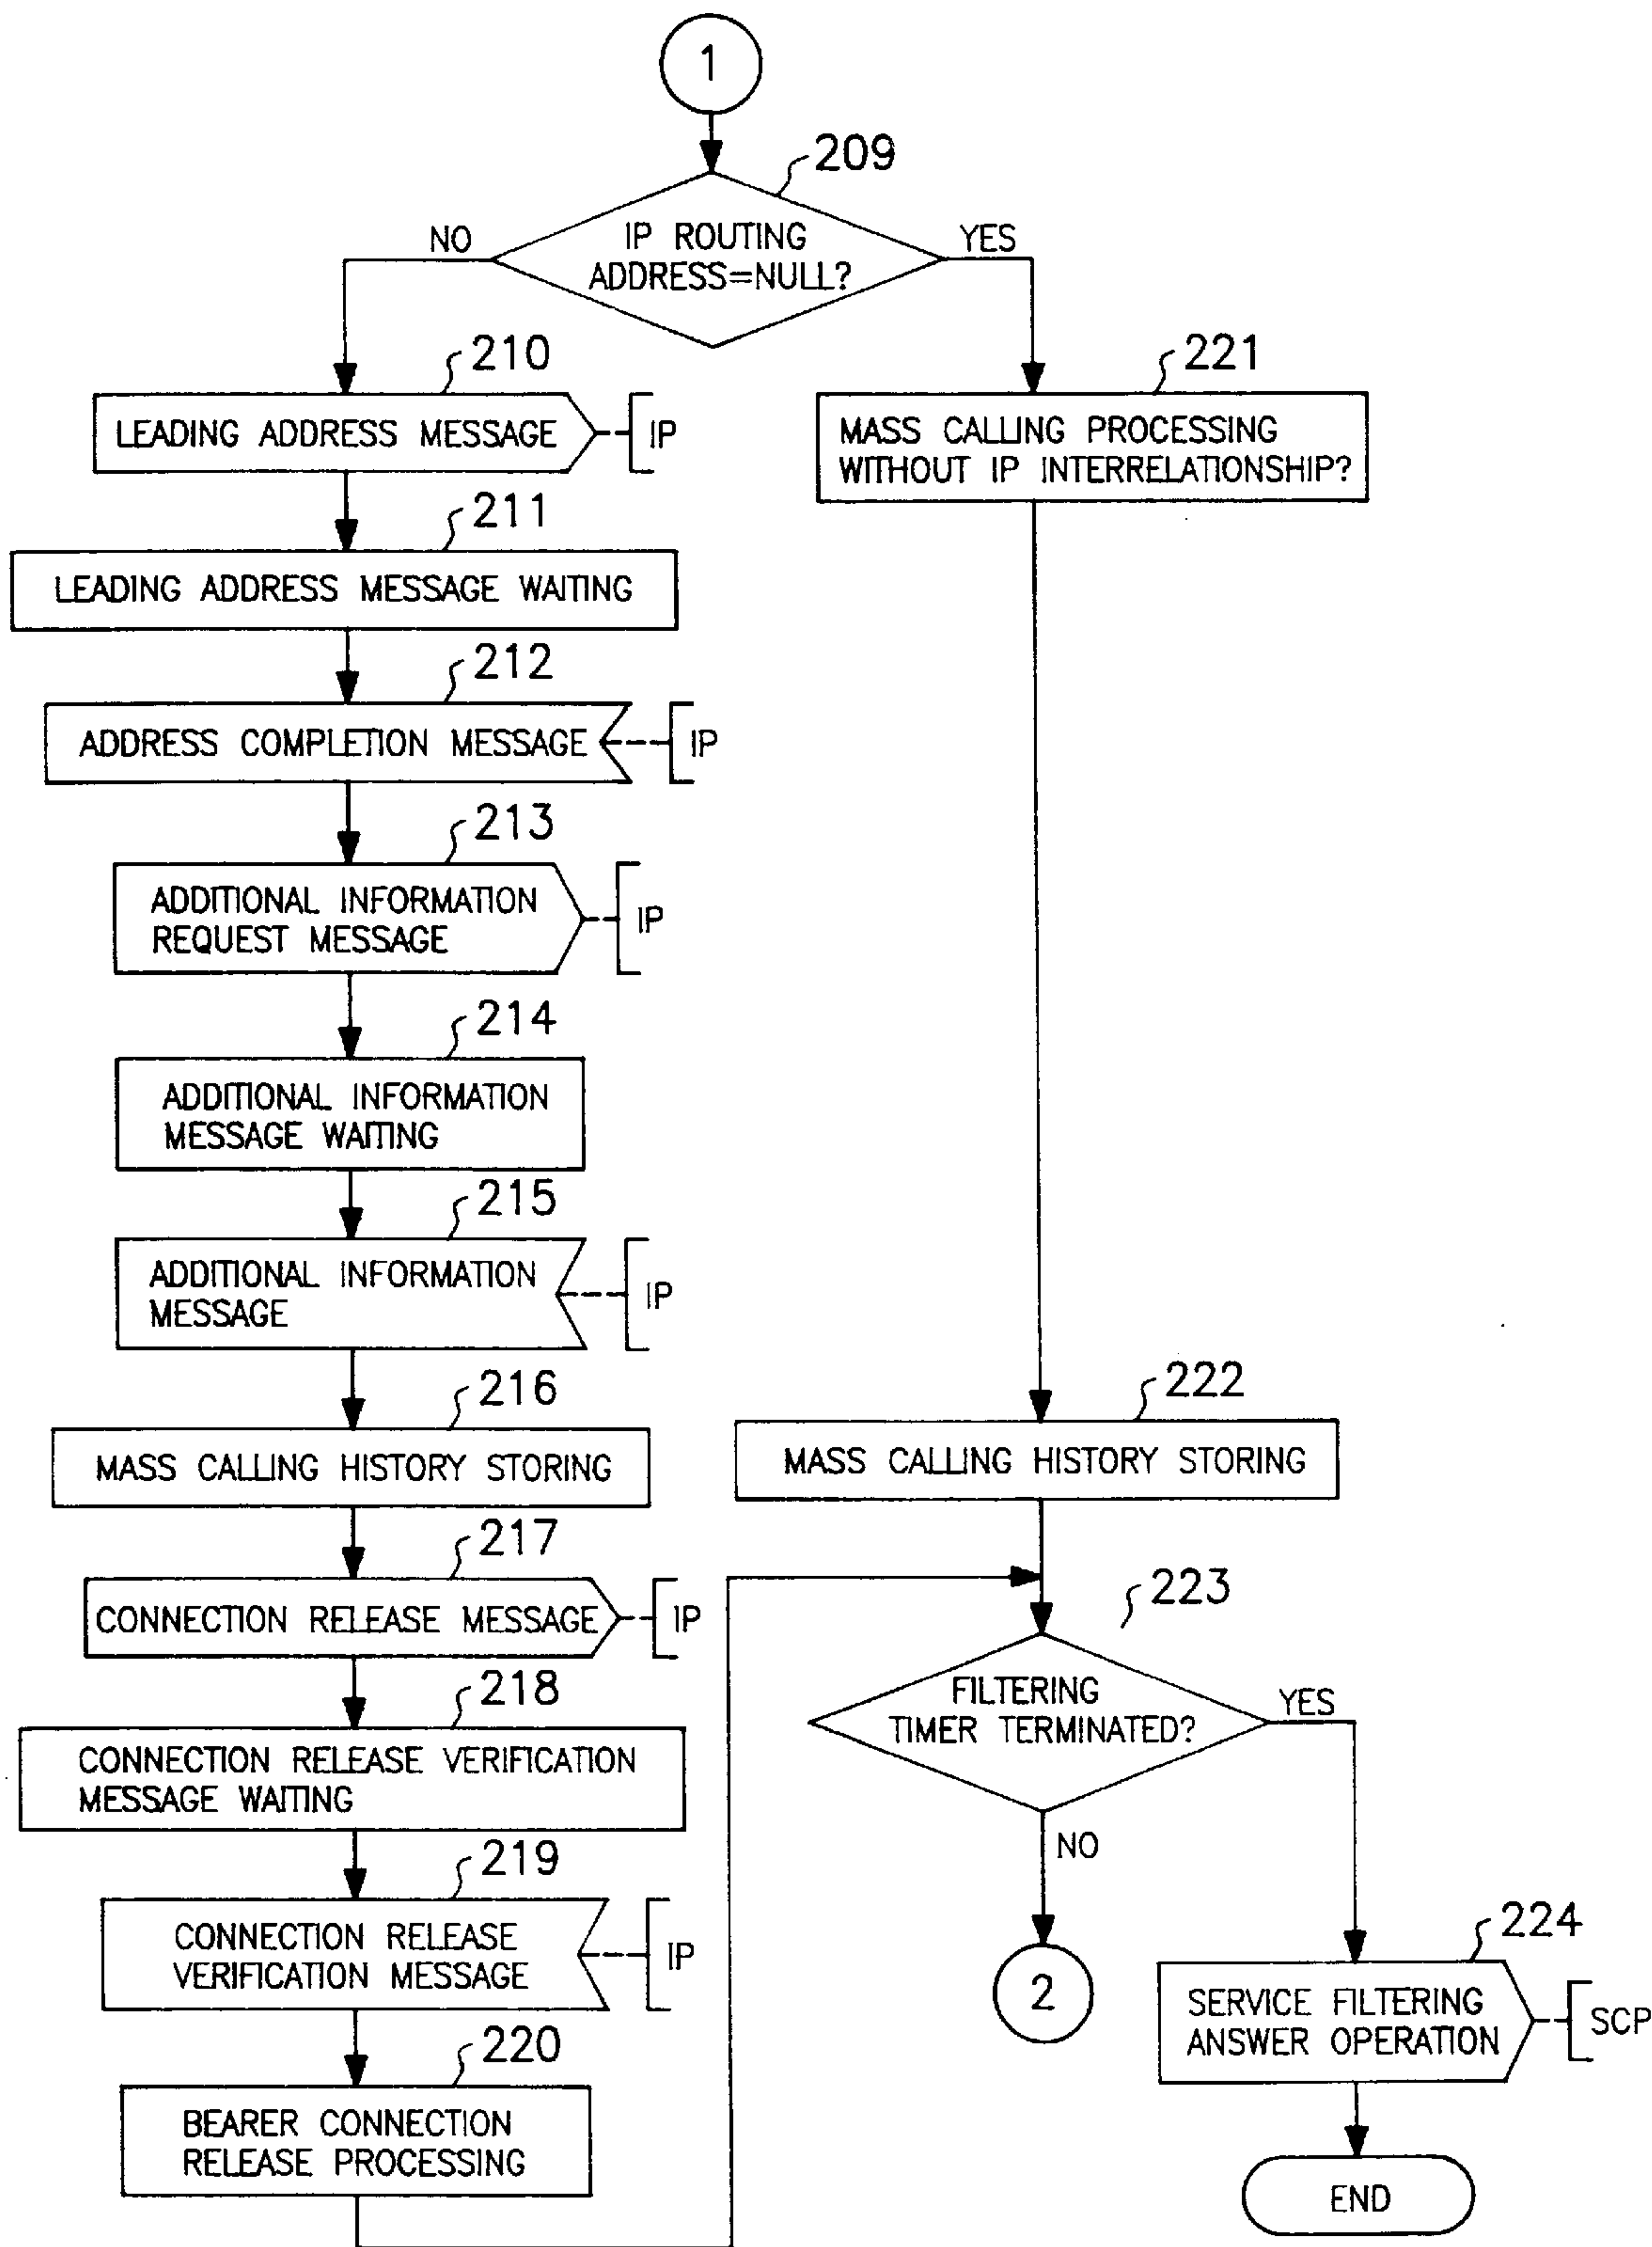 1
209
NO
IP ROUTING
ADDRESS=NULL?
YES
210
LEADING ADDRESS MESSAGE
IP
211
LEADING ADDRESS MESSAGE WAITING
212
ADDRESS COMPLETION MESSAGE
IP
213
ADDITIONAL INFORMATION
REQUEST MESSAGE
IP
214
ADDITIONAL INFORMATION
MESSAGE WAITING
215
ADDITIONAL INFORMATION
MESSAGE
IP
216
MASS CALLING HISTORY STORING
217
CONNECTION RELEASE MESSAGE
IP
218
CONNECTION RELEASE VERIFICATION
MESSAGE WAITING
219
CONNECTION RELEASE
VERIFICATION MESSAGE
IP
220
BEARER CONNECTION
RELEASE PROCESSING
221
MASS CALLING PROCESSING
WITHOUT IP INTERRELATIONSHIP?
222
MASS CALLING HISTORY STORING
223
FILTERING
TIMER TERMINATED?
YES
NO
2
224
SERVICE FILTERING
ANSWER OPERATION
SCP
END